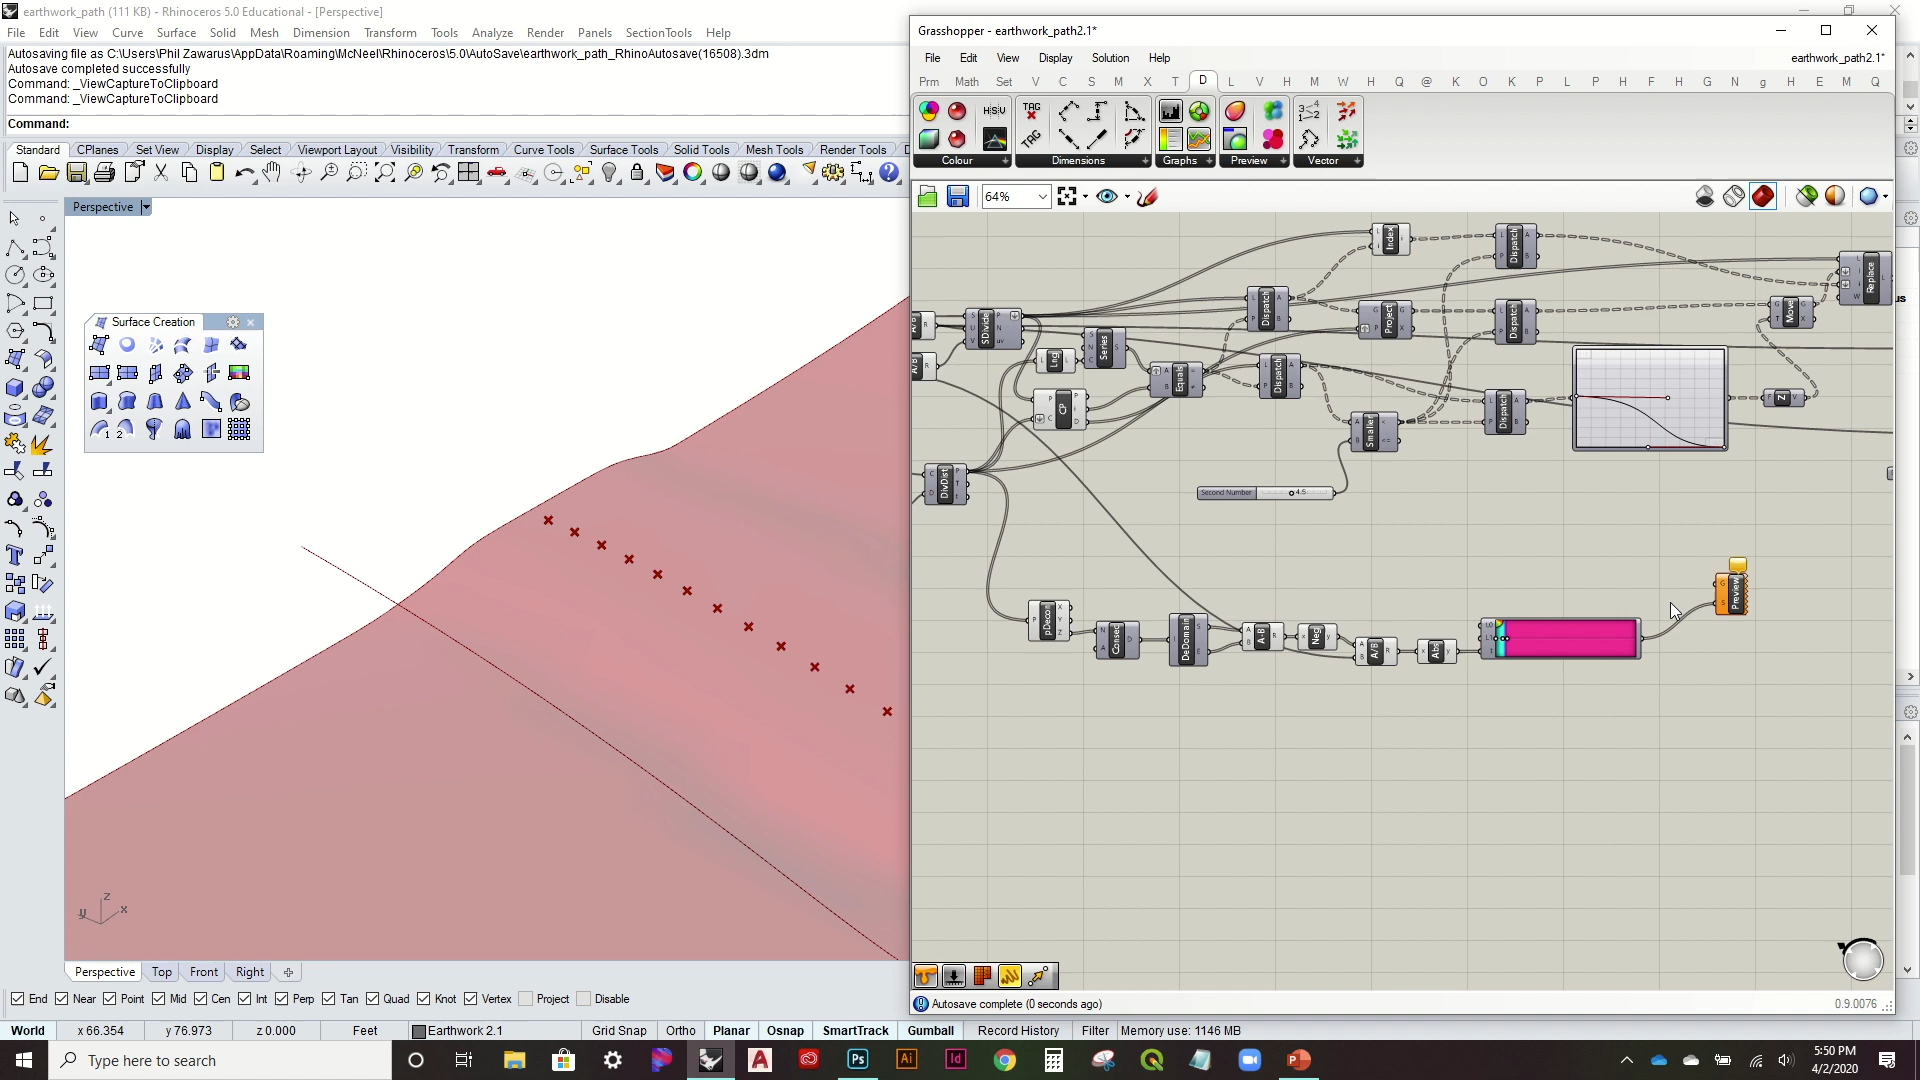 earthwork_path (111 KB) - Rhinoceros 5.0 Educational - [Perspective]
File Edit View Curve Surface Solid Mesh Dimension Transform Tools Analyze Render Panels SectionTools Help
Autosaving file as C:\Users\Phil Zawarus\AppData\Roaming\McNeel\Rhinoceros\5.0\AutoSave\earthwork_path_RhinoAutosave(16508).3dm
Autosave completed successfully
Command: _ViewCaptureToClipboard
Command: _ViewCaptureToClipboard
Command:
Standard CPlanes Set View Display Select Viewport Layout Visibility Transform Curve Tools Surface Tools Solid Tools Mesh Tools Render Tools
Perspective
Surface Creation
z
y x
Perspective Top Front Right
End Near Point Mid Cen Int Perp Tan Quad Knot Vertex Project Disable
World x 66.354 y 76.973 z 0.000 Feet Earthwork 2.1 Grid Snap Ortho Planar Osnap SmartTrack Gumball Record History Filter Memory use: 1146 MB
Grasshopper - earthwork_path2.1*
File Edit View Display Solution Help
earthwork_path2.1*
Prm Math Set V C S M X T D L V H M W H Q @ K O K P L P H F H G N g H E M Q
Colour Dimensions Graphs Preview Vector
64%
Index
Dispatch
Replace
Dispatch
Project
Dispatch
Move
SDivide
Series
Lng
Equals
Dispatch
CP
Smaller
Dispatch
Z
DivDist
Second Number 4.5
Preview
pDecon
Consec
DeDomain
A-B
Neg
A/B
Abs
Autosave complete (0 seconds ago)
0.9.0076
Type here to search
5:50 PM
4/2/2020